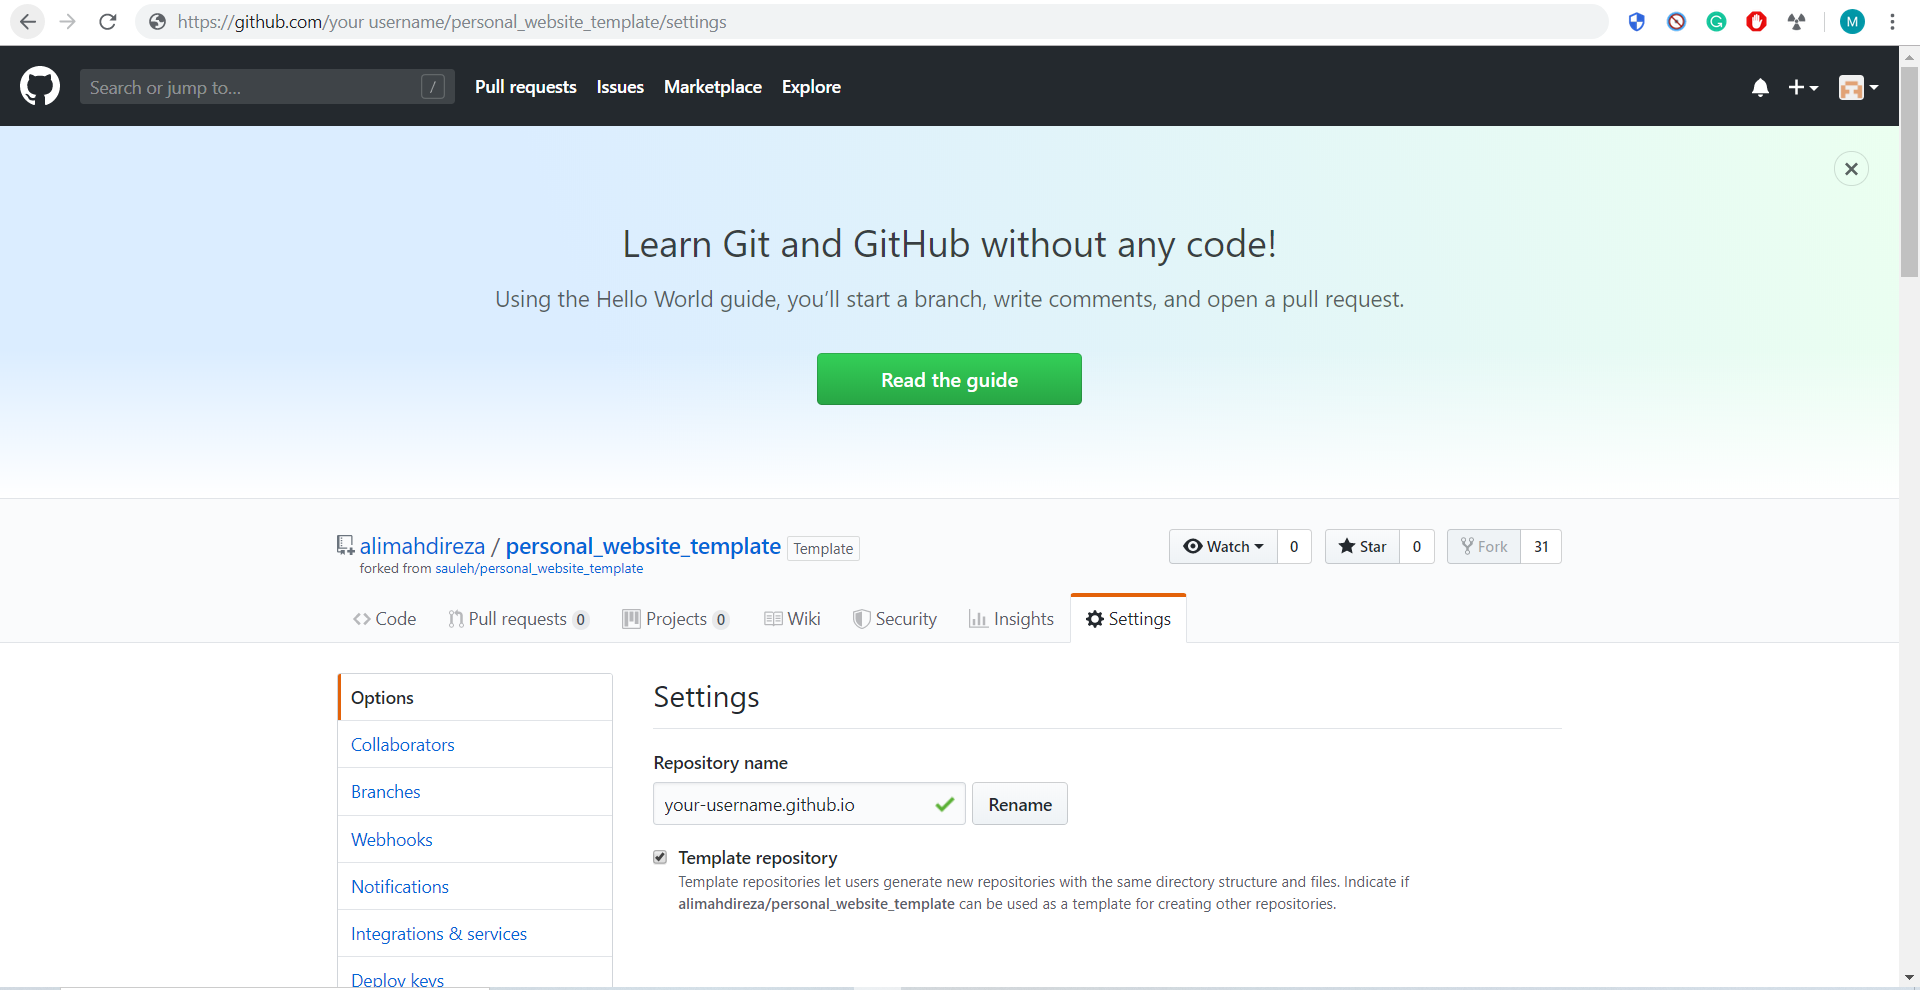 https://github.com/your username/personal_website_template/settings
M
Search or jump to...
/
Pull requests
Issues
Marketplace
Explore
Learn Git and GitHub without any code!
Using the Hello World guide, you’ll start a branch, write comments, and open a pull request.
Read the guide
alimahdireza / personal_website_template Template
Watch 0
Star 0
Fork 31
forked from sauleh/personal_website_template
Code
Pull requests 0
Projects 0
Wiki
Security
Insights
Settings
Options
Collaborators
Branches
Webhooks
Notifications
Integrations & services
Deploy keys
Settings
Repository name
your-username.github.io
Rename
Template repository
Template repositories let users generate new repositories with the same directory structure and files. Indicate if
alimahdireza/personal_website_template can be used as a template for creating other repositories.